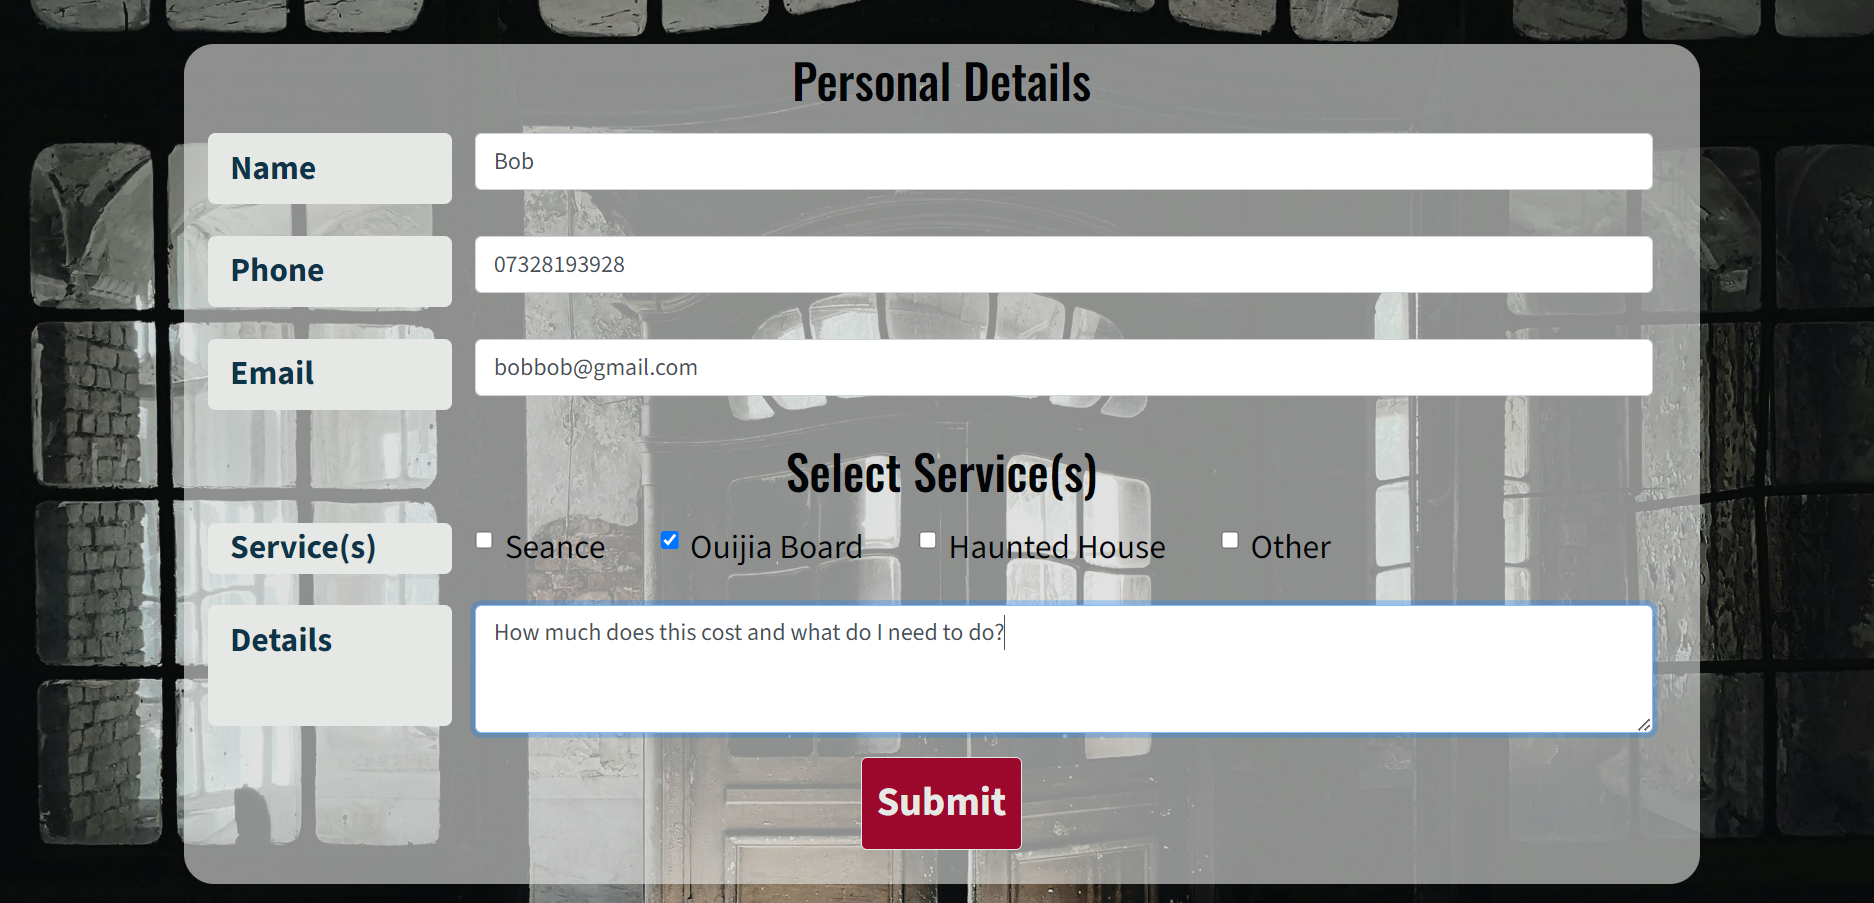 Personal Details
Name
Bob
Phone
07328193928
Email
bobbob@gmail.com
Select Service(s)
Service(s)
Seance
Ouijia Board
Haunted House
Other
Details
How much does this cost and what do I need to do?
Submit